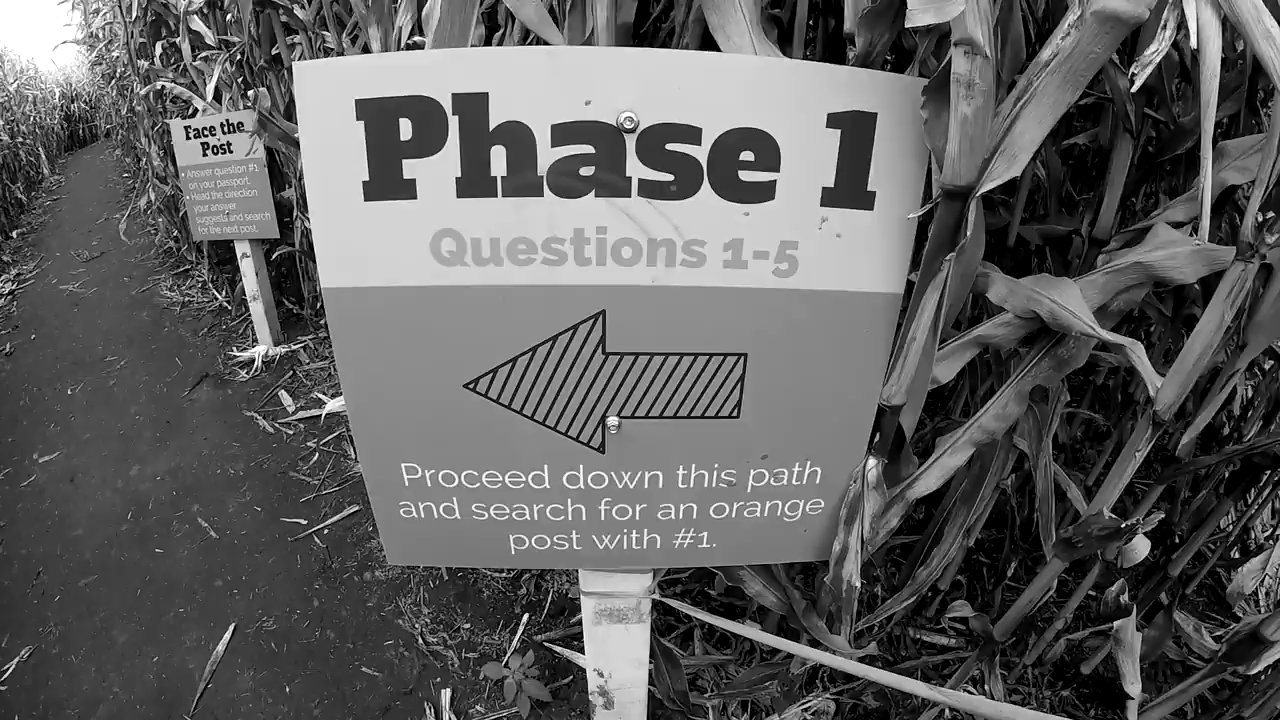 Phase 1
Questions 1-5
Proceed down this path
and search for an orange
post with #1.
Face the
Post
• Answer question #1
on your passport.
• Head the direction
your answer
suggests and search
for the next post.